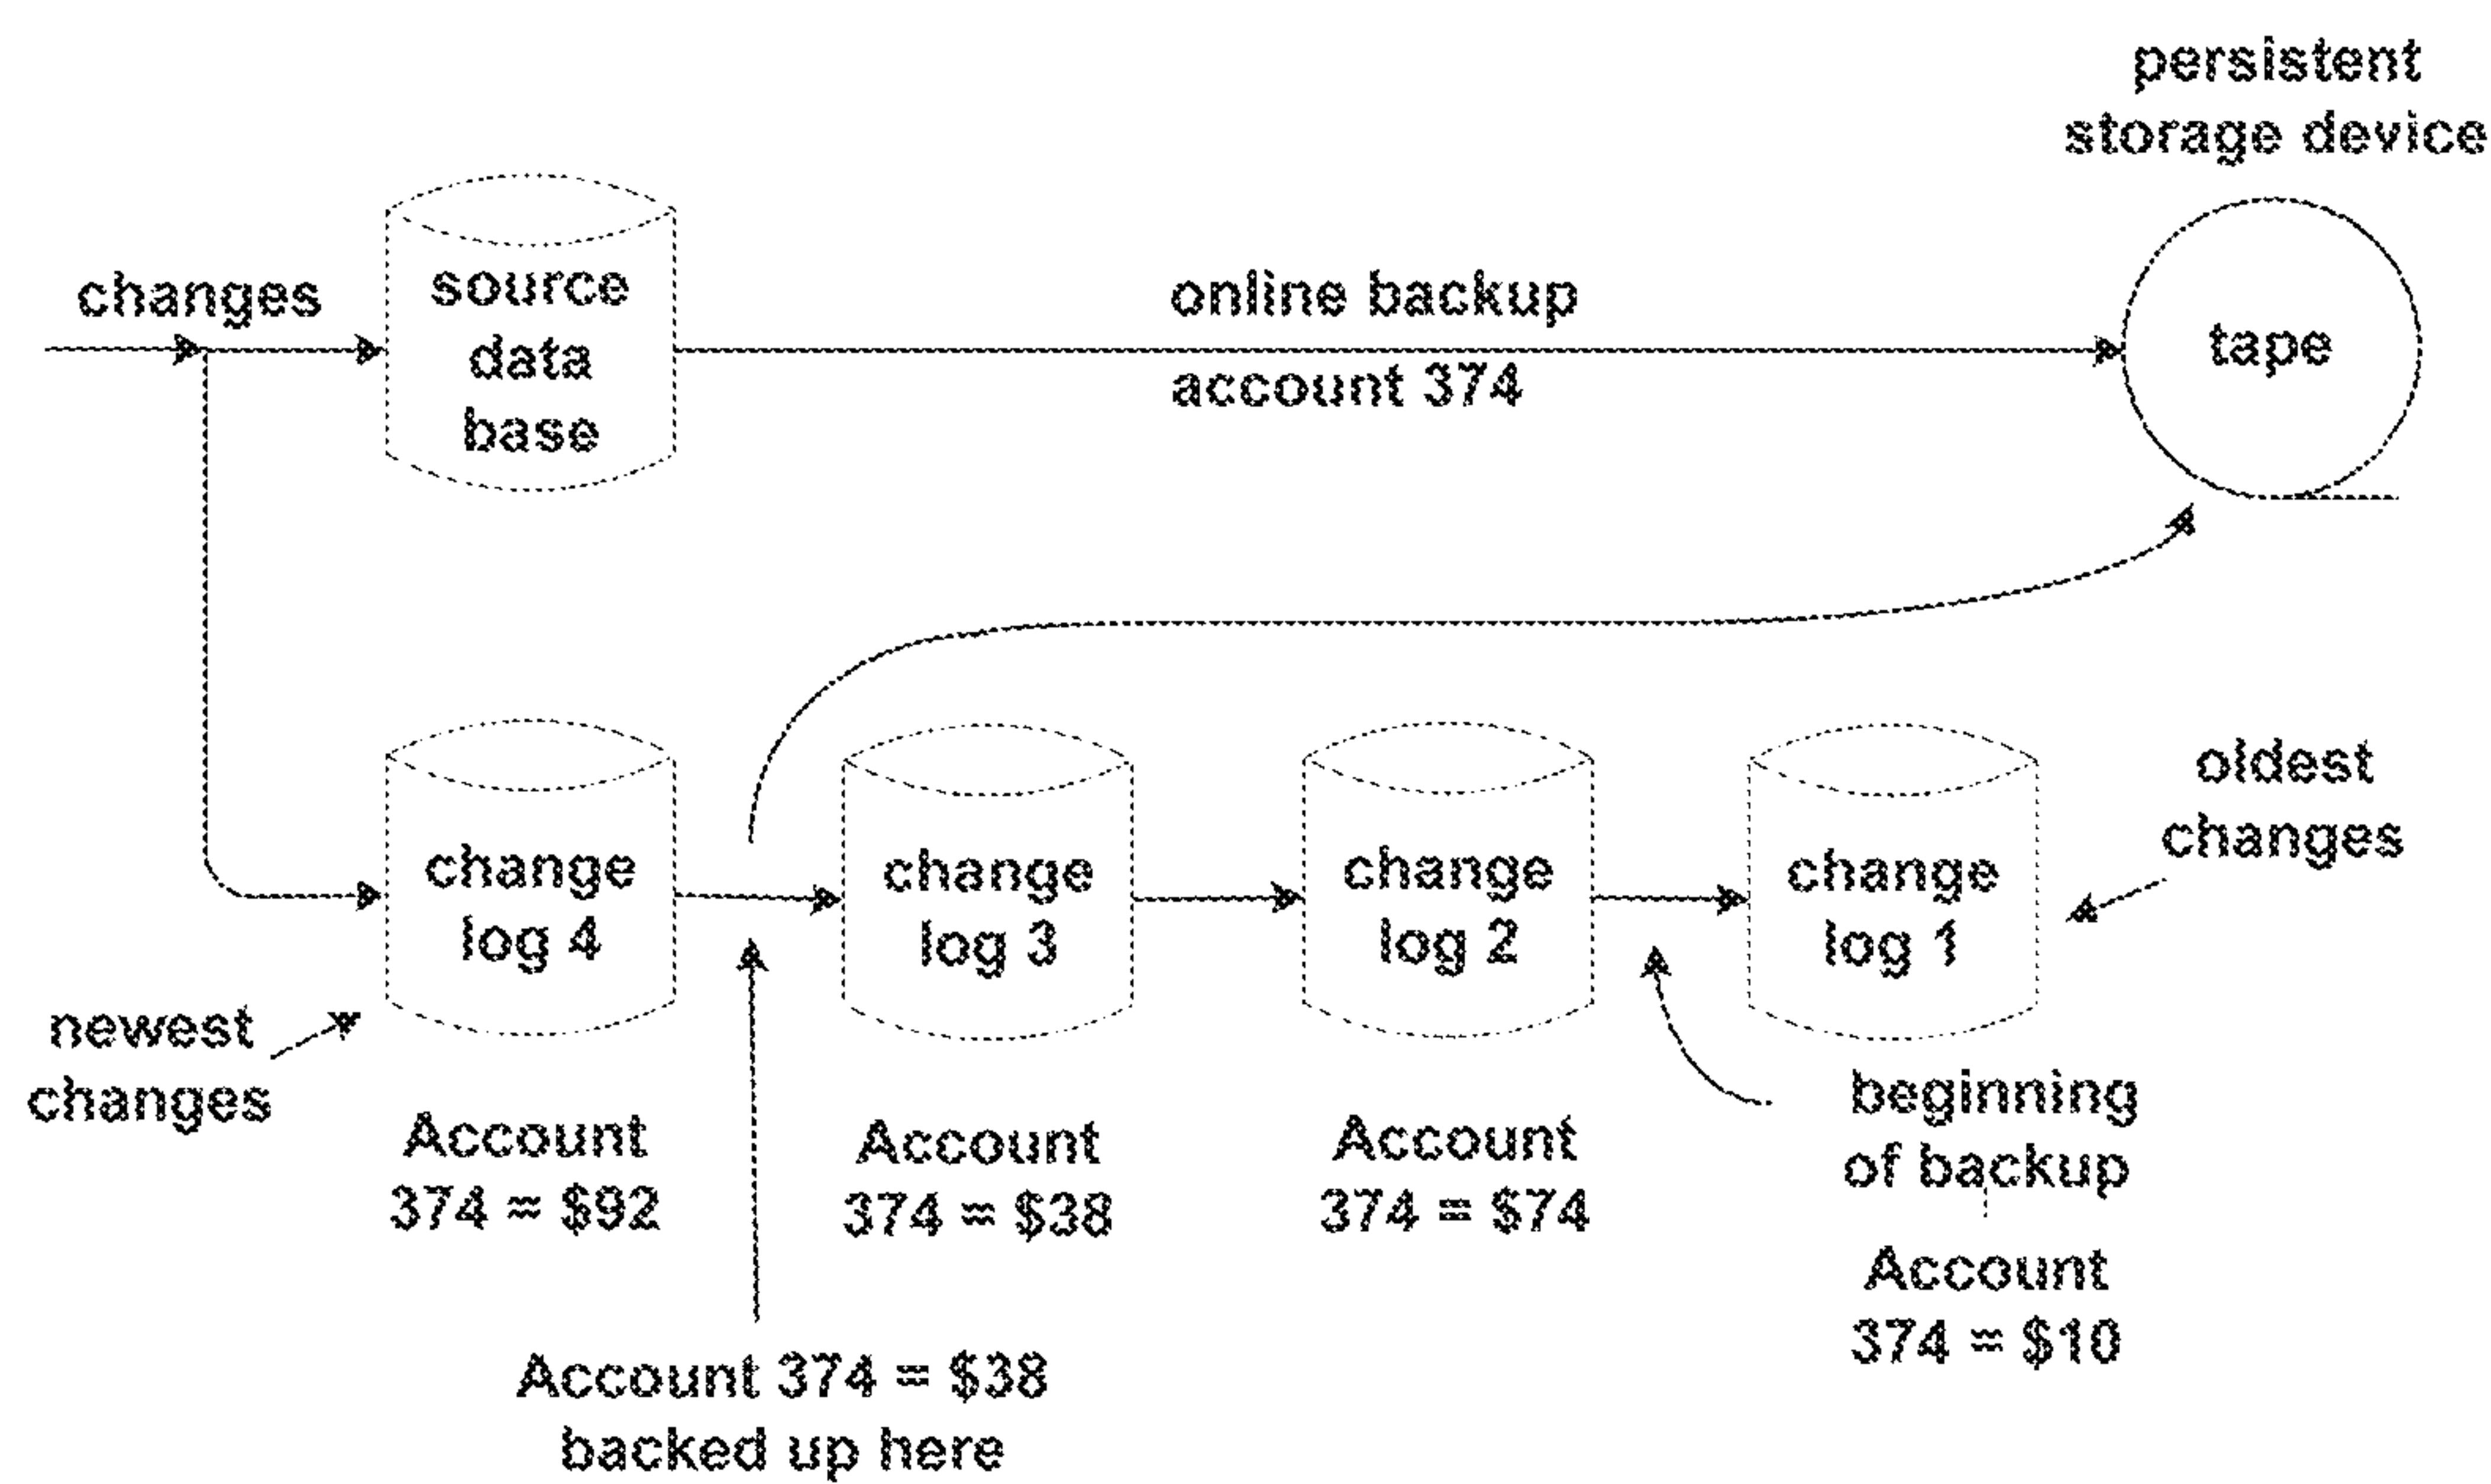 persistent
storage device
changes
source
data
base
online backup
account 374
tape
change
log 4
change
log 3
change
log 2
change
log 1
oldest
changes
newest
changes
Account
374 = $92
Account
374 = $38
Account
374 = $74
beginning
of backup
Account
374 = $10
Account 374 = $38
backed up here